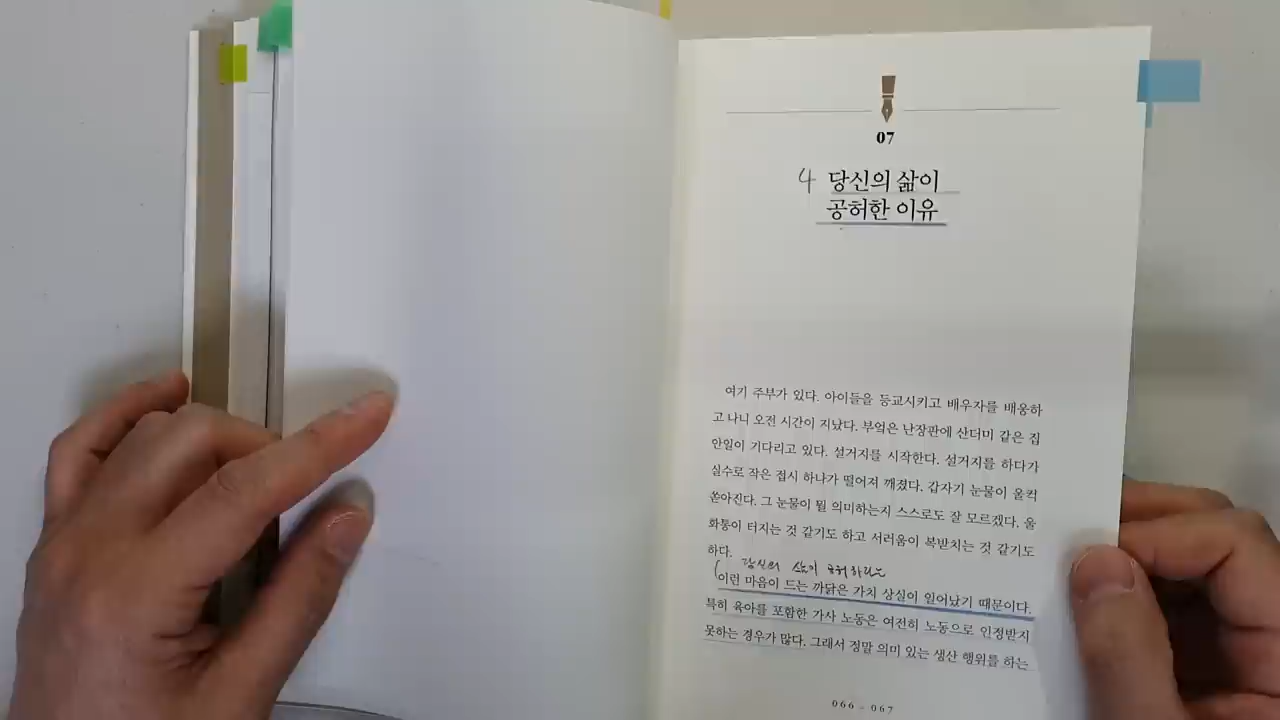 07
4 당신의 삶이
공허한 이유
여기 주부가 있다. 아이들을 등교시키고 배우자를 배웅하
고 나니 오전 시간이 지났다. 부엌은 난장판에 산더미 같은 집
안일이 기다리고 있다. 설거지를 시작한다. 설거지를 하다가
실수로 작은 접시 하나가 떨어져 깨졌다. 갑자기 눈물이 울컥
쏟아진다. 그 눈물이 뭘 의미하는지 스스로도 잘 모르겠다. 울
화통이 터지는 것 같기도 하고 서러움이 복받치는 것 같기도
하다.
당신의 삶이 공허하다는
(이런 마음이 드는 까닭은 가치 상실이 일어났기 때문이다.
특히 육아를 포함한 가사 노동은 여전히 노동으로 인정받지
못하는 경우가 많다. 그래서 정말 의미 있는 생산 행위를 하는
066 - 067